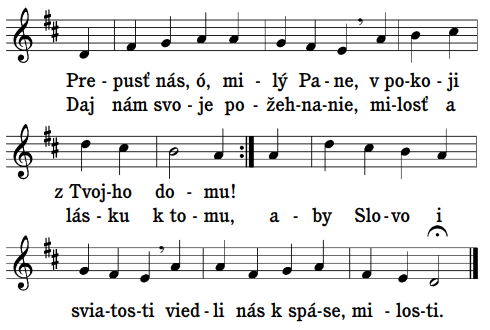 Pre - pusť nás, ó, mi - lý Pa - ne, v po - ko - ji
Daj nám svo - je po - žeh - na - nie, mi - losť a
z Tvoj - ho do - mu!
lás - ku k to - mu, a - by Slo - vo i
svia - tos - ti vied - li nás k spá - se, mi - los - ti.